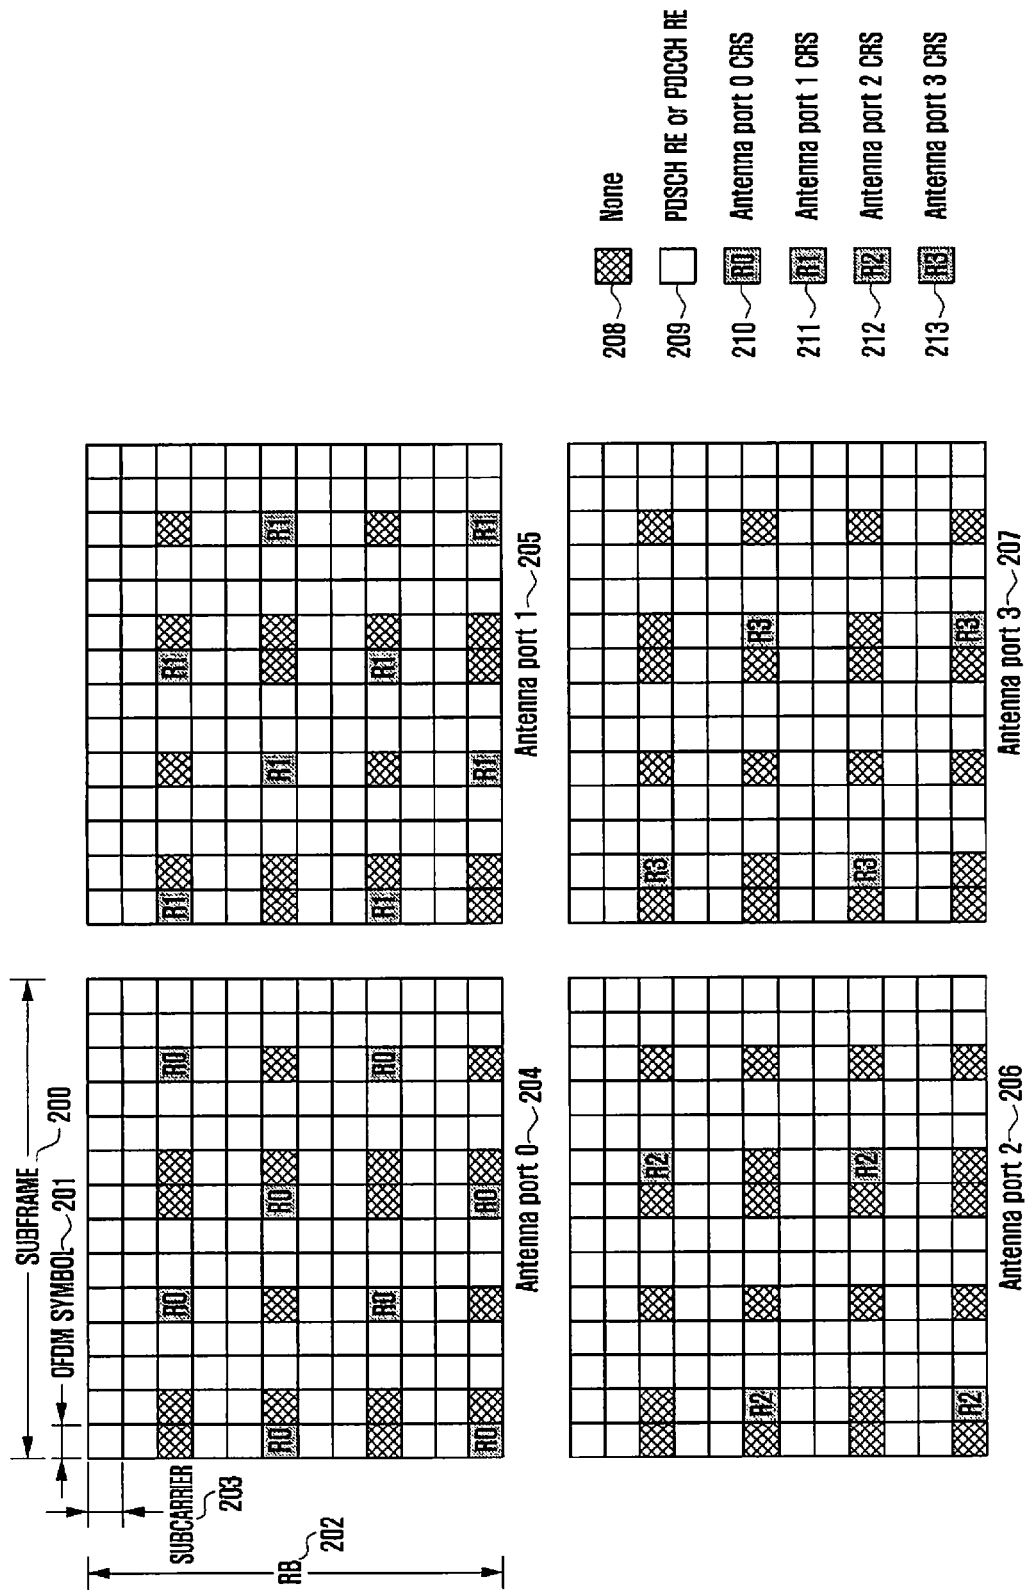 SUBFRAME 200
OFDM SYMBOL 201
SUBCARRIER
203
RB 202
R0 R0
R0 R0
R0 R0
R0 R0
Antenna port 0 204
R1 R1
R1 R1
R1 R1
R1 R1
Antenna port 1 205
R2
R2
R2
R2
Antenna port 2 206
R3
R3
R3
R3
Antenna port 3 207
208 None
209 PDSCH RE or PDCCH RE
210 R0 Antenna port 0 CRS
211 R1 Antenna port 1 CRS
212 R2 Antenna port 2 CRS
213 R3 Antenna port 3 CRS